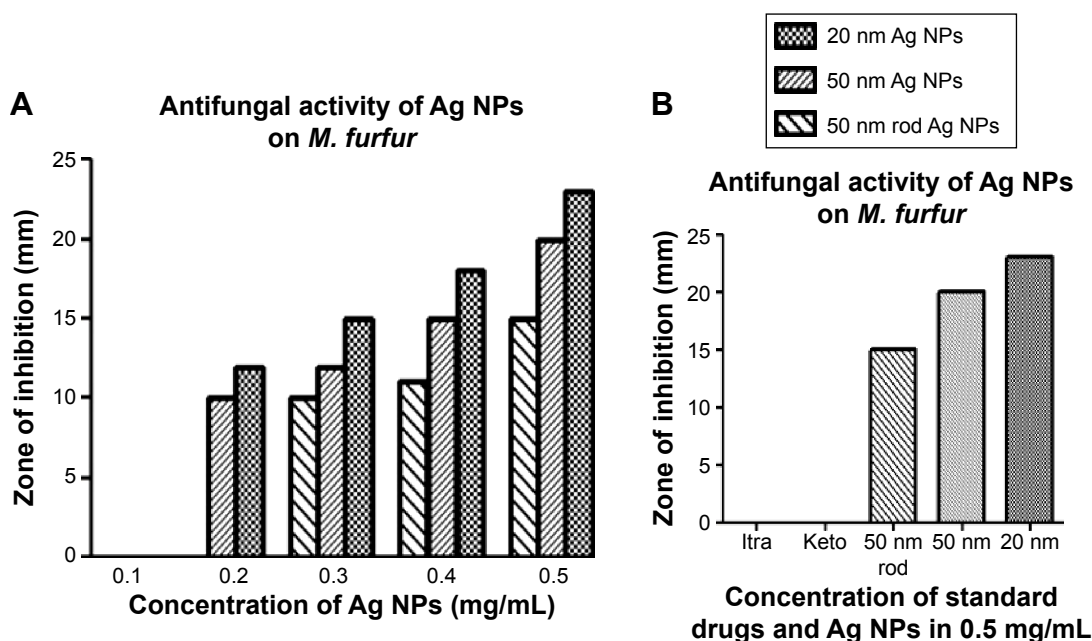 20 nm Ag NPs
50 nm Ag NPs
50 nm rod Ag NPs
A
Antifungal activity of Ag NPs
on M. furfur
Zone of inhibition (mm)
25
20
15
10
5
0
0.1 0.2 0.3 0.4 0.5
Concentration of Ag NPs (mg/mL)
B
Antifungal activity of Ag NPs
on M. furfur
Zone of inhibition (mm)
25
20
15
10
5
0
Itra Keto 50 nm 50 nm 20 nm
rod
Concentration of standard
drugs and Ag NPs in 0.5 mg/mL